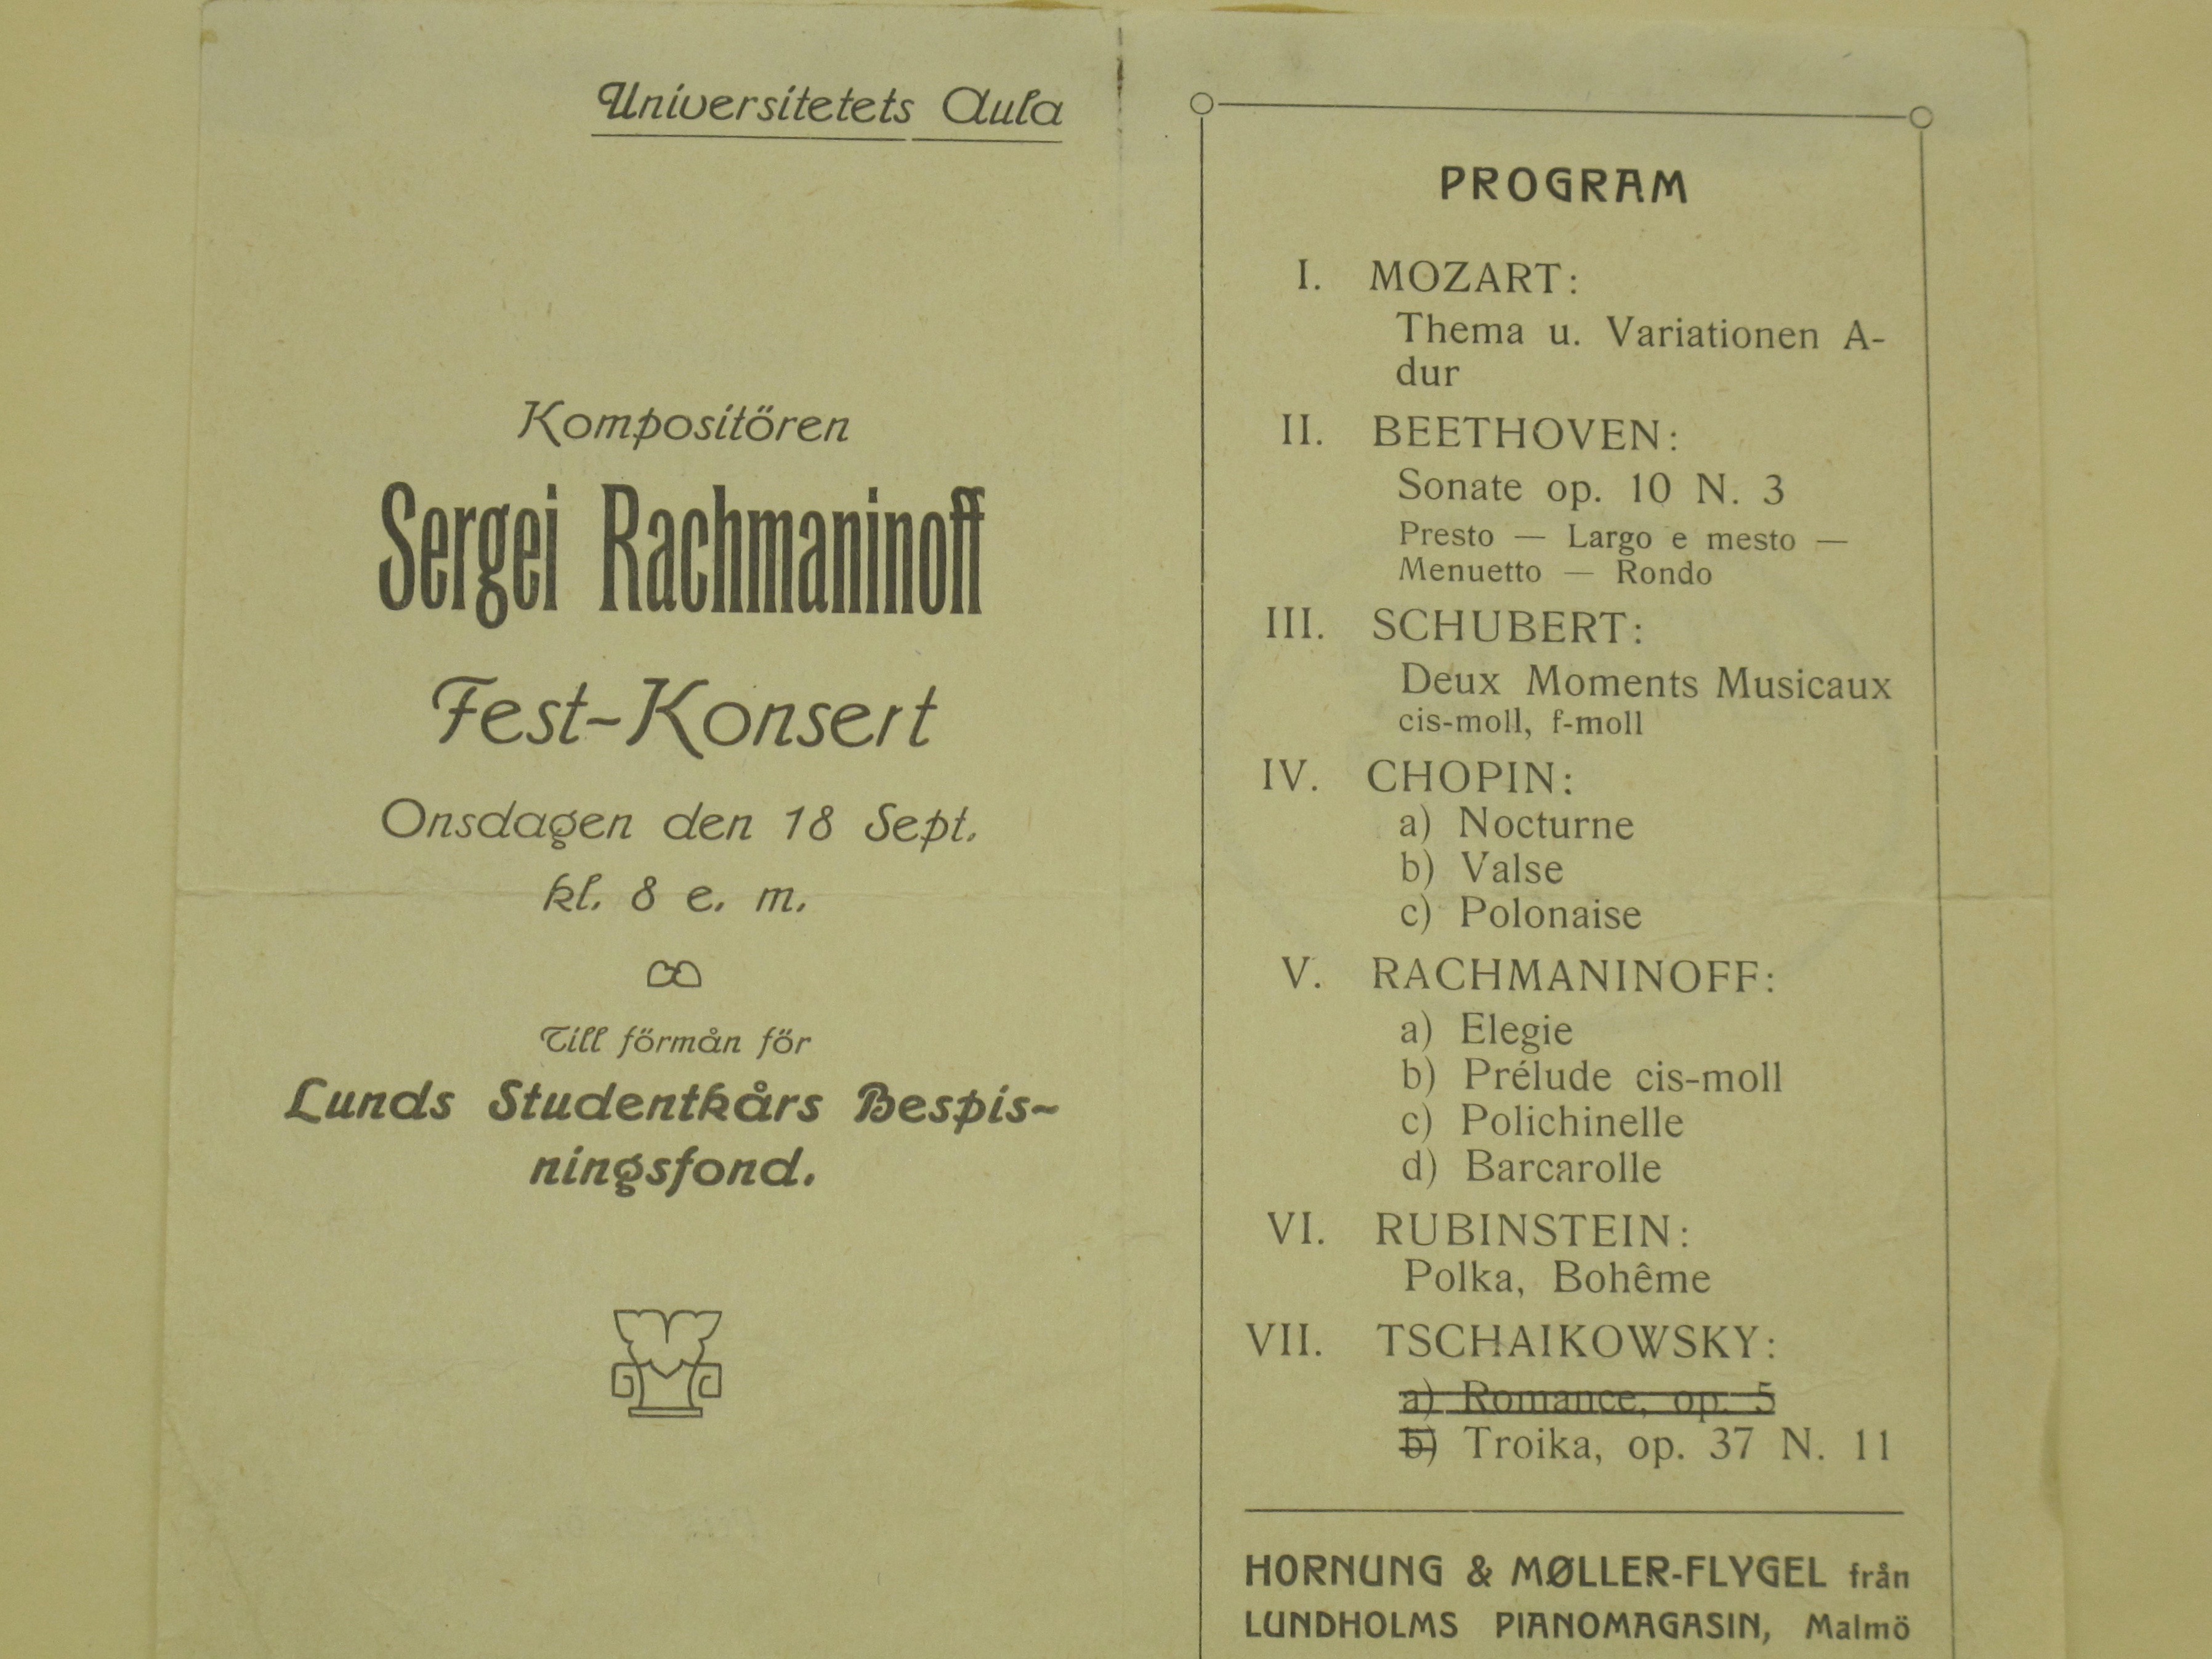 Universitetets Aula
Kompositören
Sergei Rachmaninoff
Fest-Konsert
Onsdagen den 18 Sept.
kl. 8 e. m.
Till förmån för
Lunds Studentkårs Bespis-
ningsfond.
PROGRAM
I. MOZART:
Thema u. Variationen A-
dur
II. BEETHOVEN:
Sonate op. 10 N. 3
Presto — Largo e mesto —
Menuetto — Rondo
III. SCHUBERT:
Deux Moments Musicaux
cis-moll, f-moll
IV. CHOPIN:
a) Nocturne
b) Valse
c) Polonaise
V. RACHMANINOFF:
a) Elegie
b) Prélude cis-moll
c) Polichinelle
d) Barcarolle
VI. RUBINSTEIN:
Polka, Bohême
VII. TSCHAIKOWSKY:
a) Romance, op. 5
b) Troika, op. 37 N. 11
HORNUNG & MØLLER-FLYGEL från
LUNDHOLMS PIANOMAGASIN, Malmö